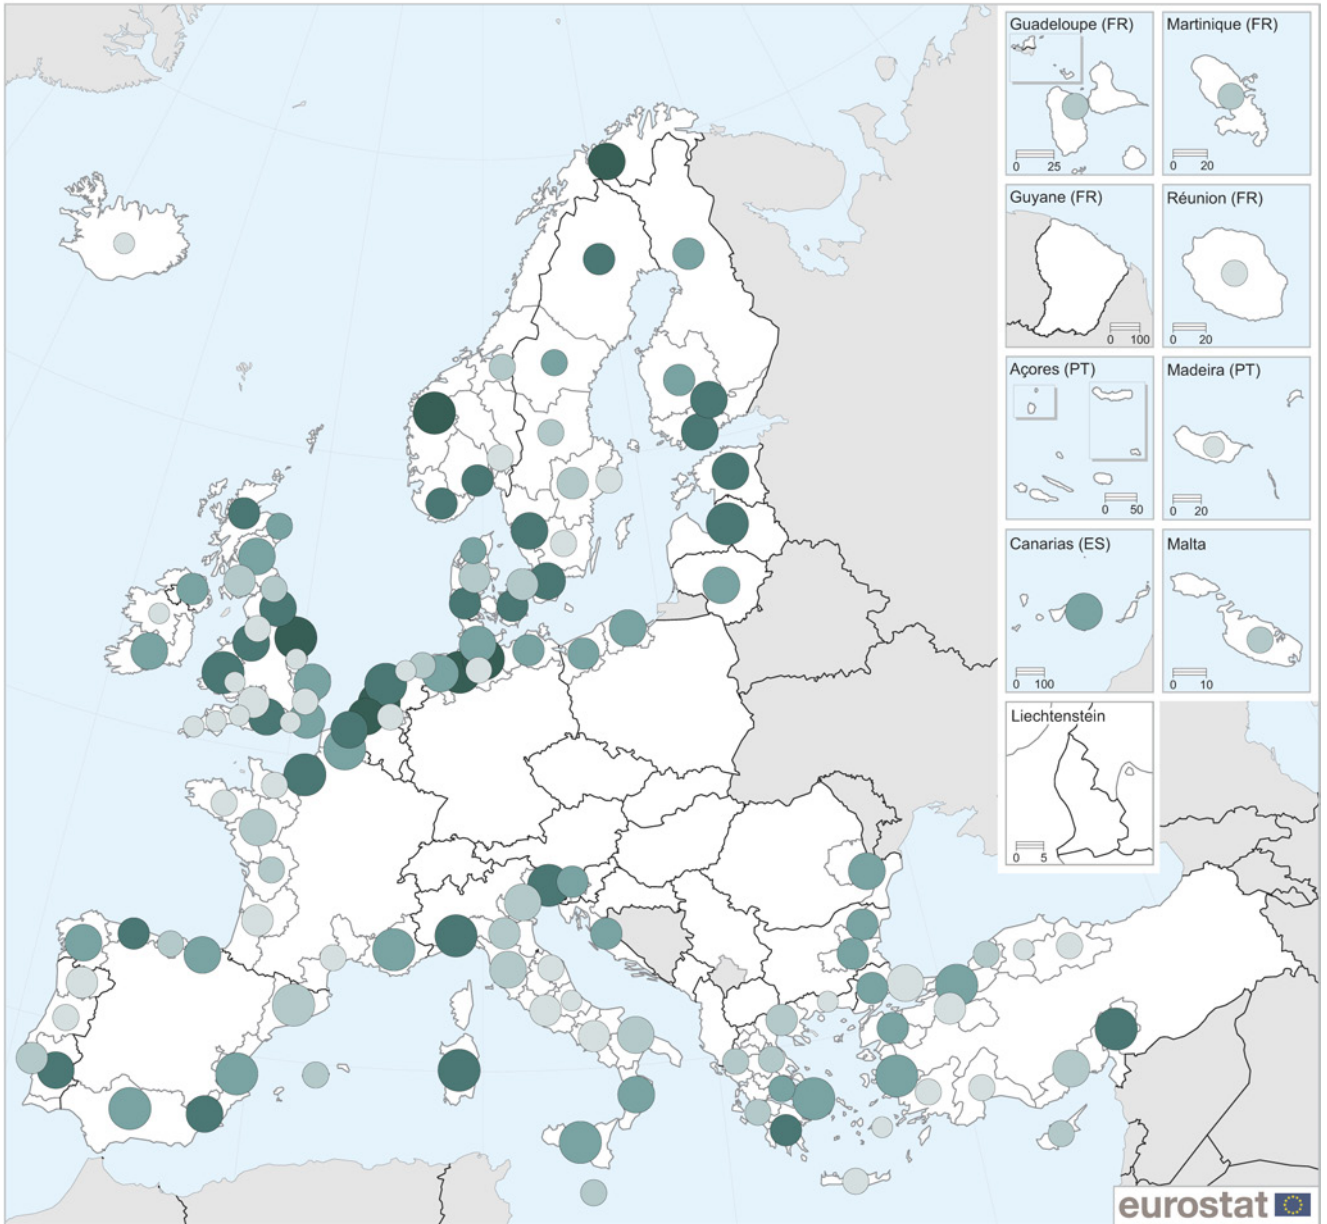 Guadeloupe (FR)
0 25
Martinique (FR)
0 20
Guyane (FR)
0 100
Réunion (FR)
0 20
Açores (PT)
0 50
Madeira (PT)
0 20
Canarias (ES)
0 100
Malta
0 10
Liechtenstein
0 5
eurostat